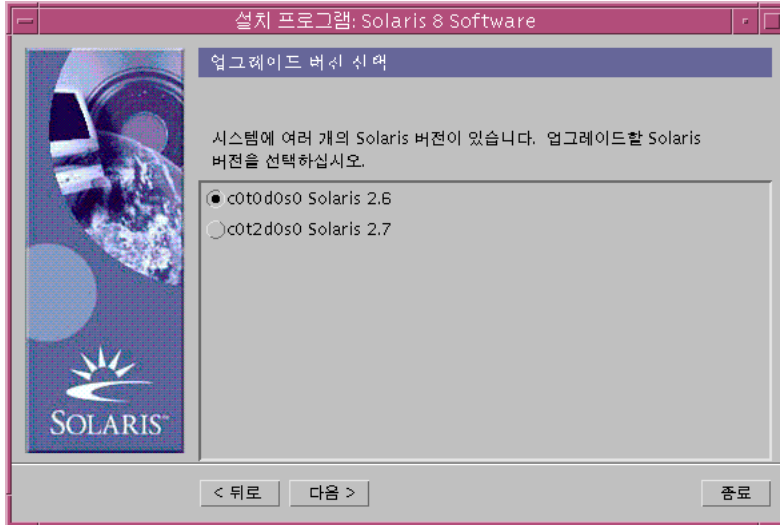 설치 프로그램: Solaris 8 Software
업그레이드 버전 선택
시스템에 여러 개의 Solaris 버전이 있습니다. 업그레이드할 Solaris
버전을 선택하십시오.
c0t0d0s0 Solaris 2.6
c0t2d0s0 Solaris 2.7
SOLARIS™
< 뒤로
다음 >
종료